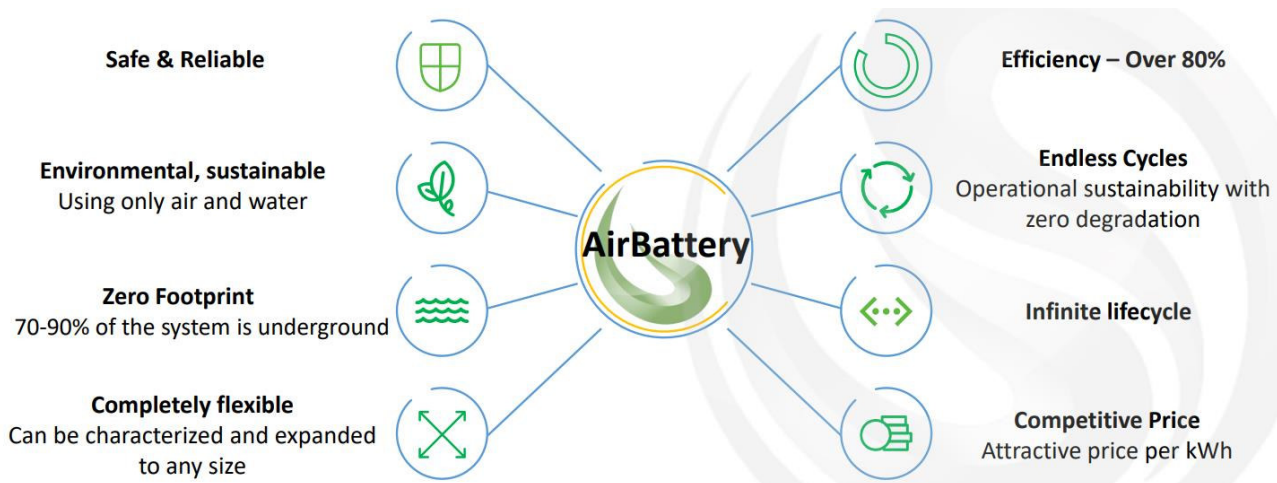 Safe & Reliable
Environmental, sustainable
Using only air and water
Zero Footprint
70-90% of the system is underground
Completely flexible
Can be characterized and expanded
to any size
AirBattery
Efficiency – Over 80%
Endless Cycles
Operational sustainability with
zero degradation
Infinite lifecycle
Competitive Price
Attractive price per kWh